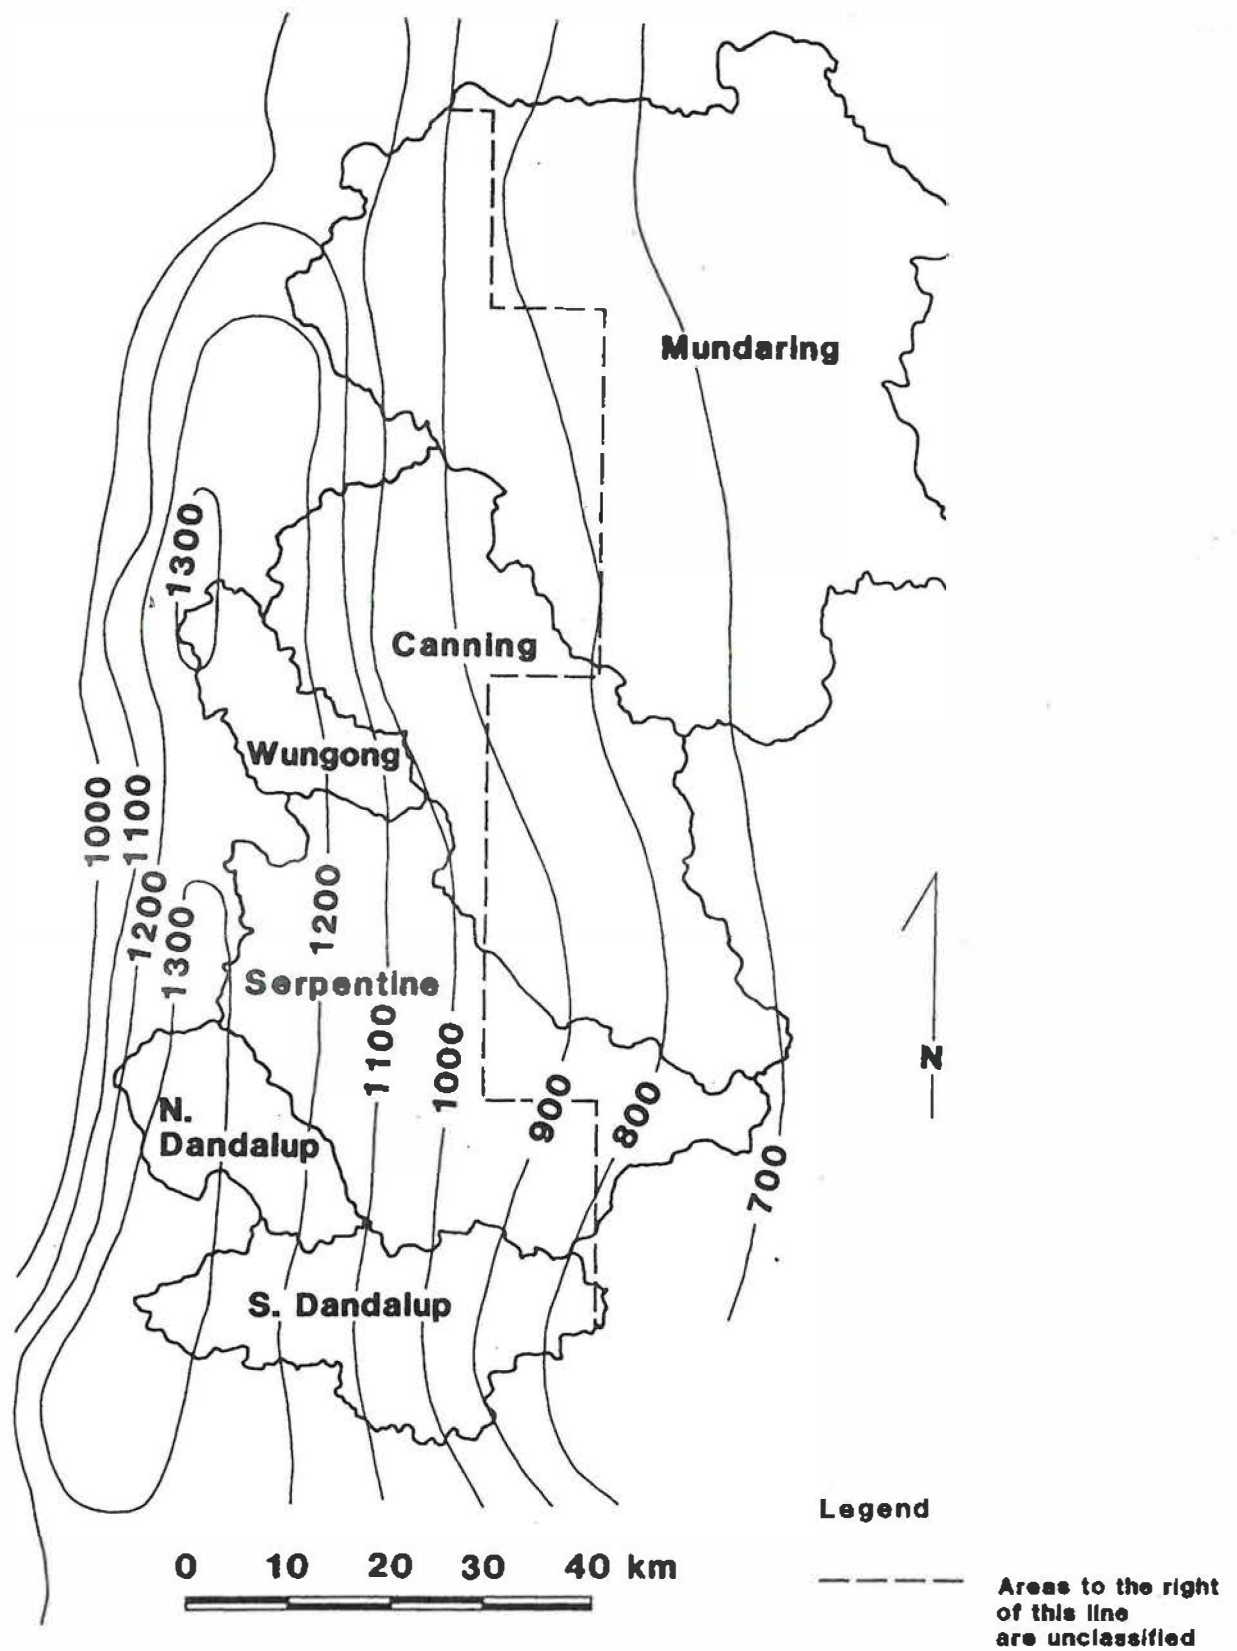 Mundaring
1300
Canning
Wungong
1000
1100
1200
1300
1200
Serpentine
1100
1000
900
800
700
N
N.
Dandalup
S. Dandalup
Legend
0 10 20 30 40 km
Areas to the right
of this line
are unclassified